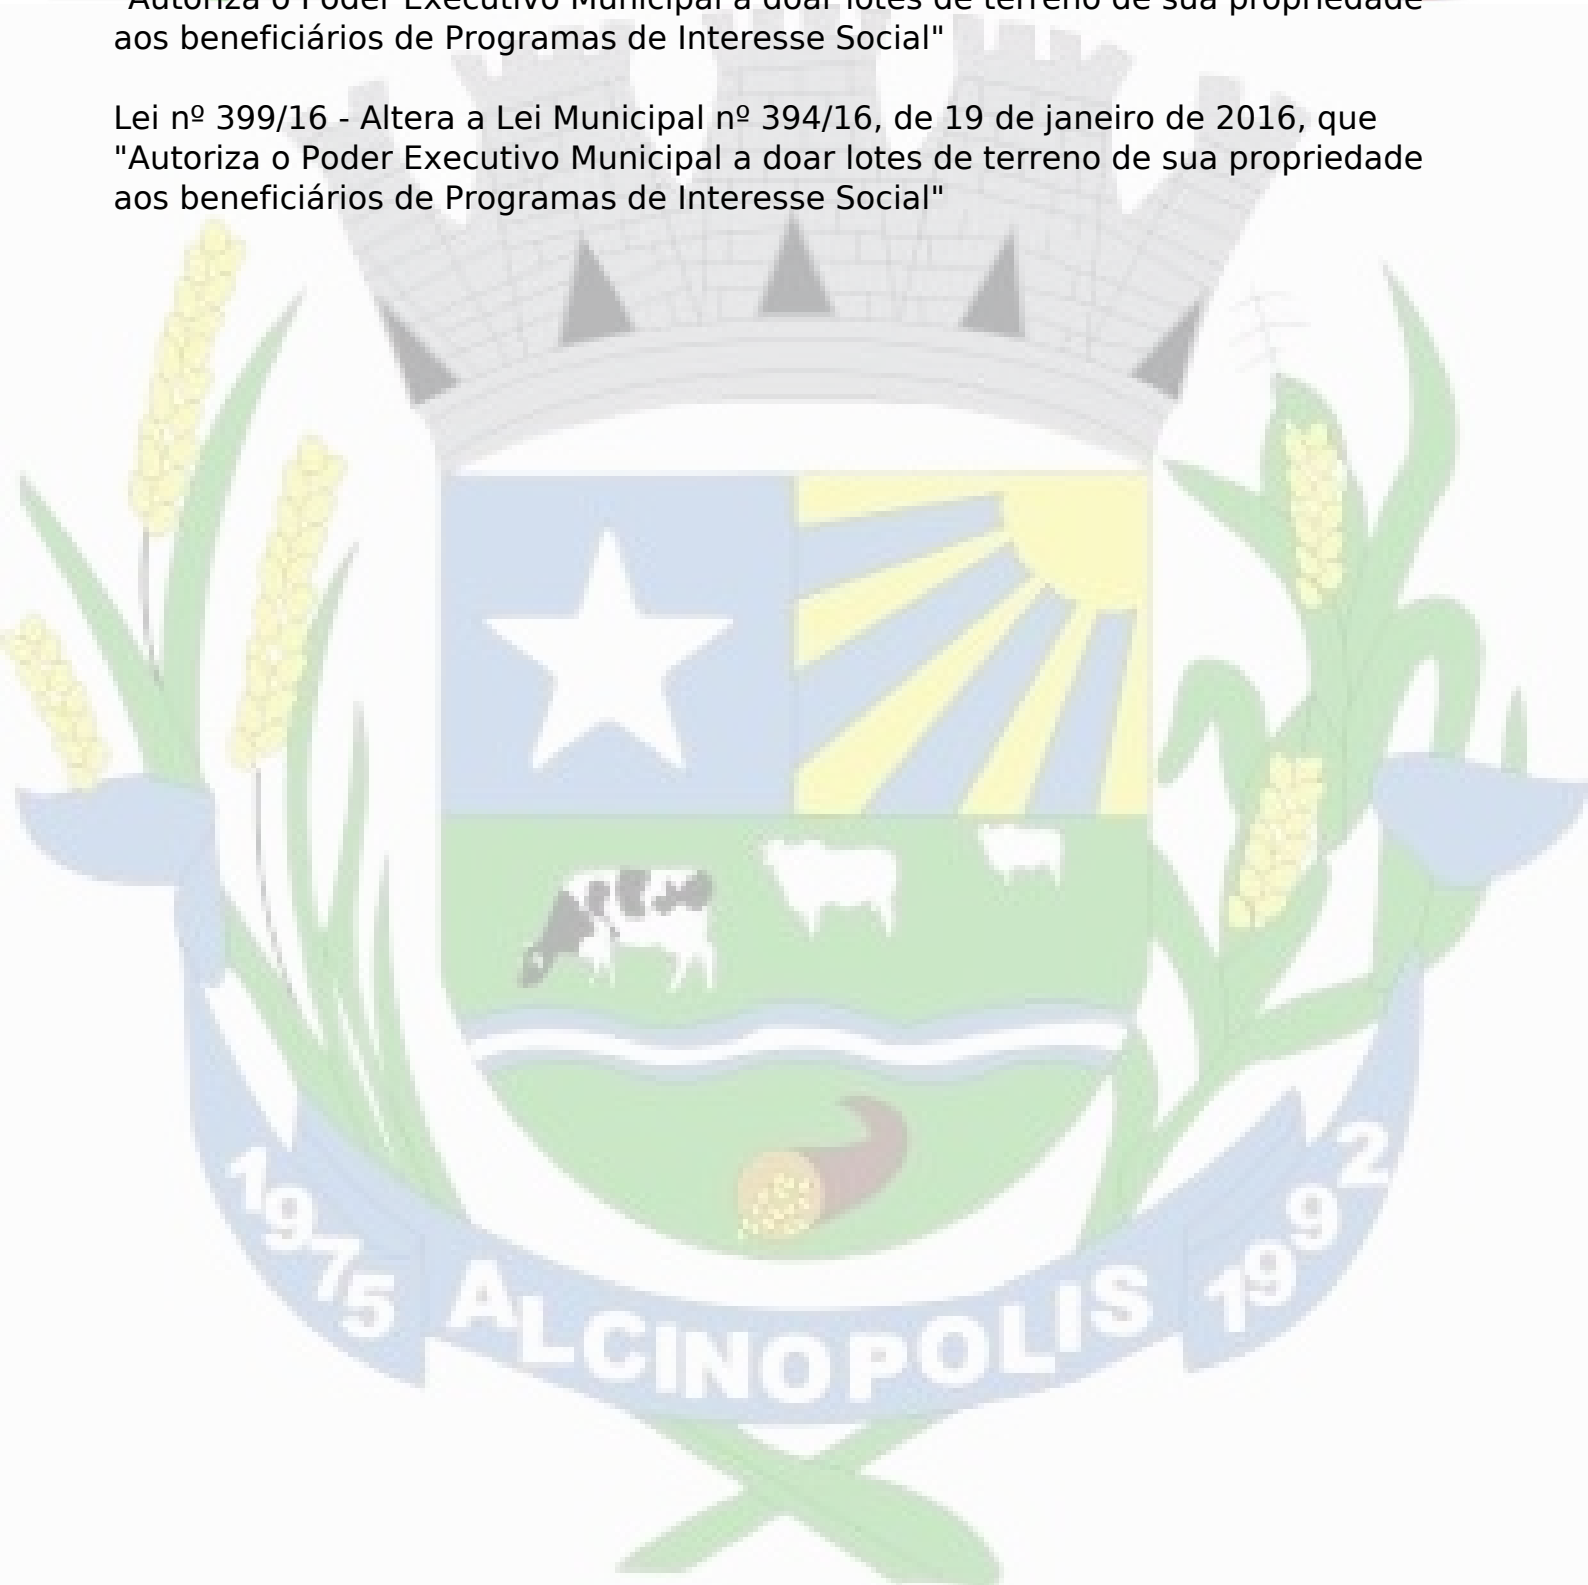 "Autoriza o Poder Executivo Municipal a doar lotes de terreno de sua propriedade
aos beneficiários de Programas de Interesse Social"
Lei nº 399/16 - Altera a Lei Municipal nº 394/16, de 19 de janeiro de 2016, que
"Autoriza o Poder Executivo Municipal a doar lotes de terreno de sua propriedade
aos beneficiários de Programas de Interesse Social"
1975
ALCINOPOLIS
1992